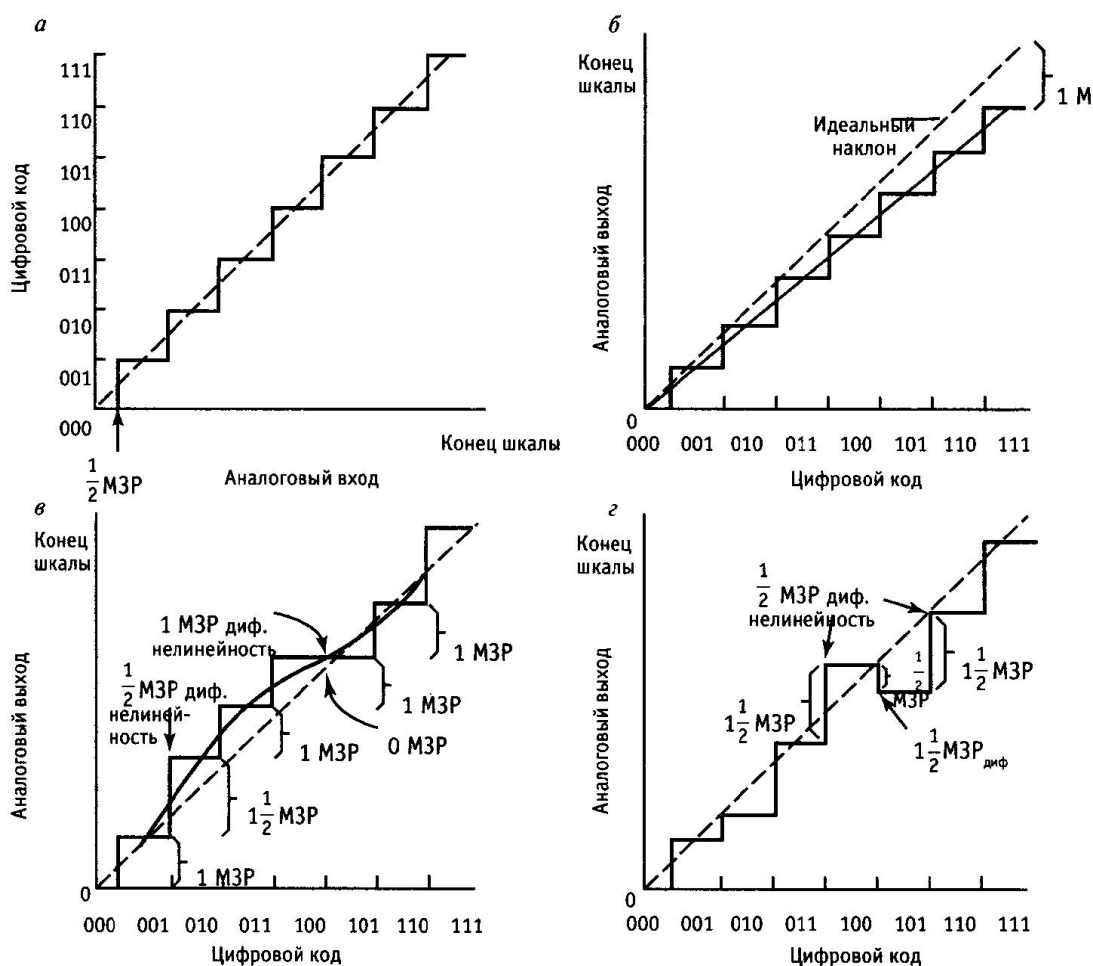 а
111
110
101
100
011
010
001
000
Цифровой код
1/2 МЗР
Аналоговый вход
Конец шкалы
б
Конец
шкалы
1 М
Идеальный
наклон
Аналоговый выход
0
000 001 010 011 100 101 110 111
Цифровой код
в
Конец
шкалы
1 МЗР диф.
нелинейность
1/2 МЗР диф.
нелиней-
ность
1 МЗР
1 МЗР
0 МЗР
1 МЗР
1 1/2 МЗР
1 МЗР
Аналоговый выход
0
000 001 010 011 100 101 110 111
Цифровой код
г
Конец
шкалы
1/2 МЗР диф.
нелинейность
1 1/2 МЗР
1/2
МЗР
1 1/2 МЗР
1 1/2 МЗР диф
Аналоговый выход
0
000 001 010 011 100 101 110 111
Цифровой код